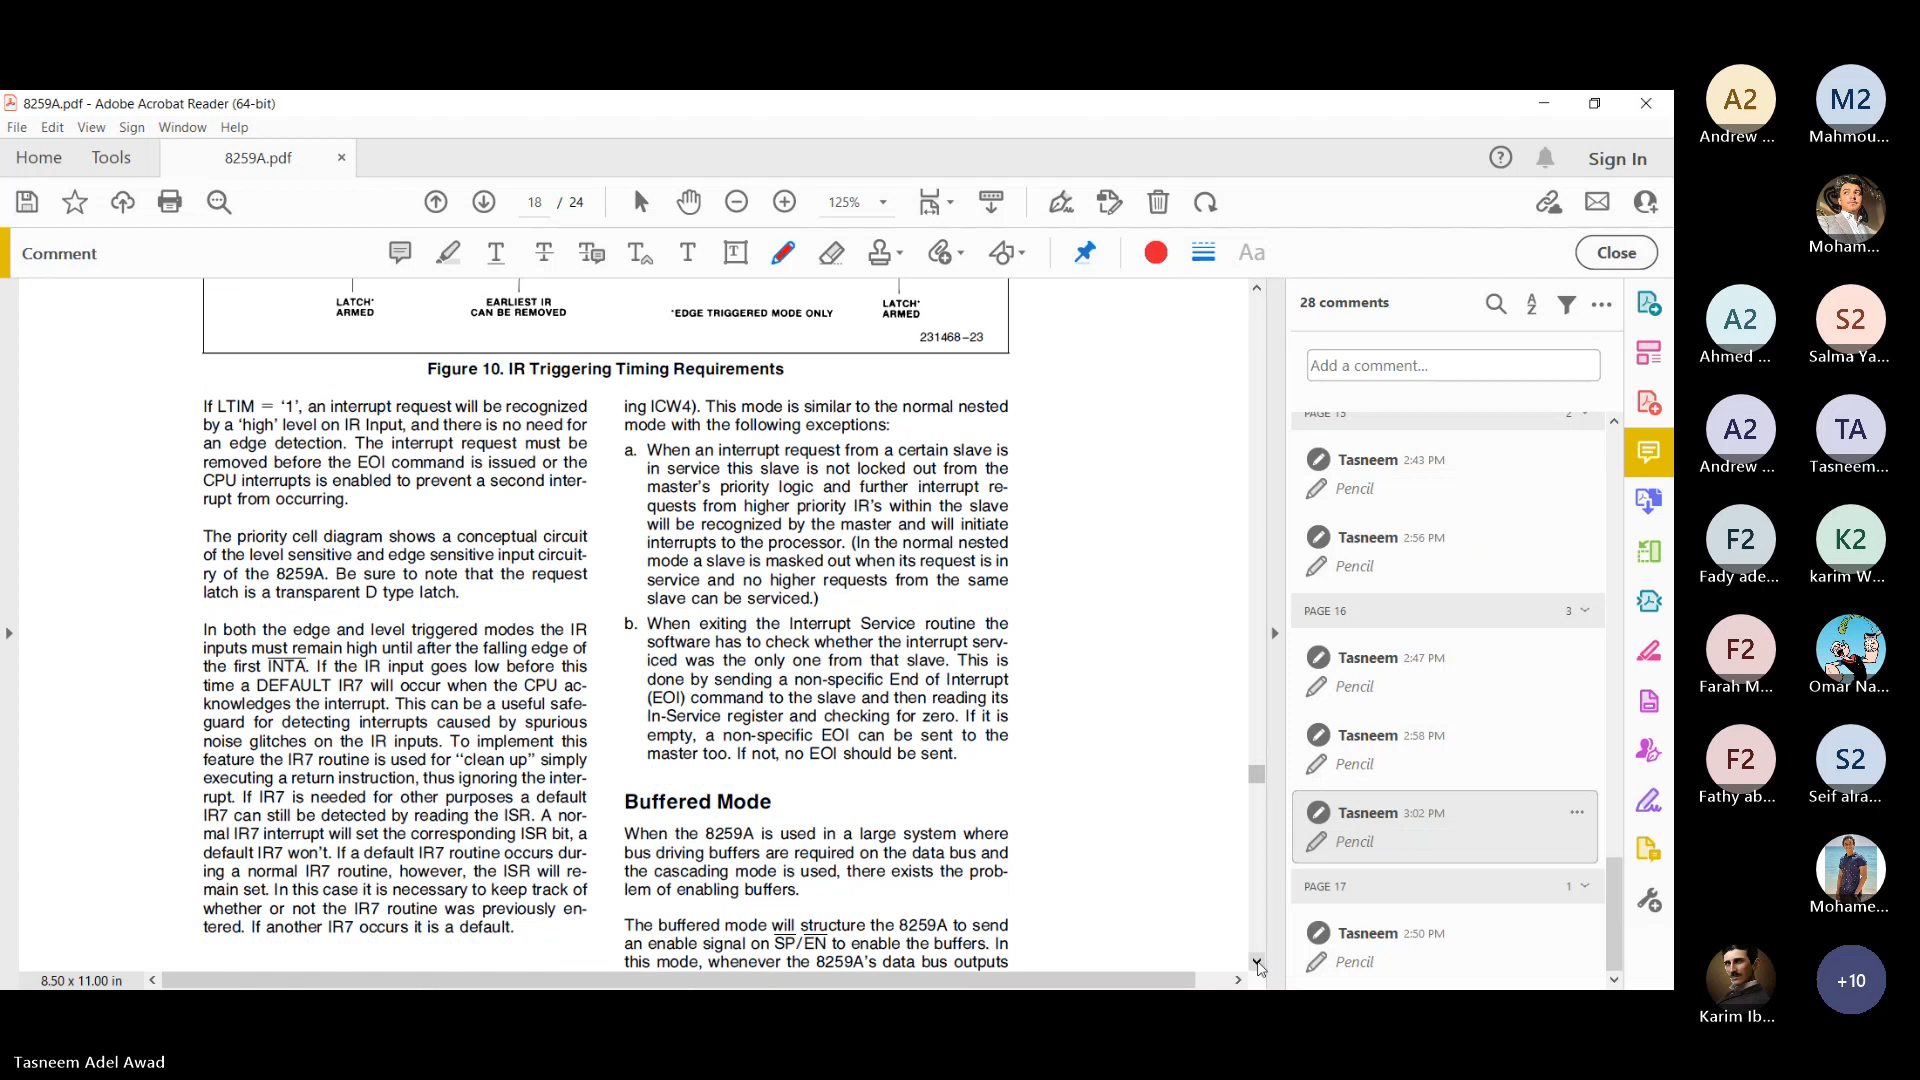 8259A.pdf - Adobe Acrobat Reader (64-bit)
File Edit View Sign Window Help
Home Tools 8259A.pdf × Sign In
18 / 24 125%
Comment Aa Close
LATCH* ARMED
EARLIEST IR CAN BE REMOVED
*EDGE TRIGGERED MODE ONLY
LATCH* ARMED
231468–23
Figure 10. IR Triggering Timing Requirements
If LTIM = ‘1’, an interrupt request will be recognized
by a ‘high’ level on IR Input, and there is no need for
an edge detection. The interrupt request must be
removed before the EOI command is issued or the
CPU interrupts is enabled to prevent a second inter-
rupt from occurring.
The priority cell diagram shows a conceptual circuit
of the level sensitive and edge sensitive input circuit-
ry of the 8259A. Be sure to note that the request
latch is a transparent D type latch.
In both the edge and level triggered modes the IR
inputs must remain high until after the falling edge of
the first INTA. If the IR input goes low before this
time a DEFAULT IR7 will occur when the CPU ac-
knowledges the interrupt. This can be a useful safe-
guard for detecting interrupts caused by spurious
noise glitches on the IR inputs. To implement this
feature the IR7 routine is used for “clean up” simply
executing a return instruction, thus ignoring the inter-
rupt. If IR7 is needed for other purposes a default
IR7 can still be detected by reading the ISR. A nor-
mal IR7 interrupt will set the corresponding ISR bit, a
default IR7 won’t. If a default IR7 routine occurs dur-
ing a normal IR7 routine, however, the ISR will re-
main set. In this case it is necessary to keep track of
whether or not the IR7 routine was previously en-
tered. If another IR7 occurs it is a default.
ing ICW4). This mode is similar to the normal nested
mode with the following exceptions:
a. When an interrupt request from a certain slave is
in service this slave is not locked out from the
master’s priority logic and further interrupt re-
quests from higher priority IR’s within the slave
will be recognized by the master and will initiate
interrupts to the processor. (In the normal nested
mode a slave is masked out when its request is in
service and no higher requests from the same
slave can be serviced.)
b. When exiting the Interrupt Service routine the
software has to check whether the interrupt serv-
iced was the only one from that slave. This is
done by sending a non-specific End of Interrupt
(EOI) command to the slave and then reading its
In-Service register and checking for zero. If it is
empty, a non-specific EOI can be sent to the
master too. If not, no EOI should be sent.
Buffered Mode
When the 8259A is used in a large system where
bus driving buffers are required on the data bus and
the cascading mode is used, there exists the prob-
lem of enabling buffers.
The buffered mode will structure the 8259A to send
an enable signal on SP/EN to enable the buffers. In
this mode, whenever the 8259A’s data bus outputs
8.50 x 11.00 in
28 comments
Add a comment...
PAGE 15 2
Tasneem 2:43 PM
Pencil
Tasneem 2:56 PM
Pencil
PAGE 16 3
Tasneem 2:47 PM
Pencil
Tasneem 2:58 PM
Pencil
Tasneem 3:02 PM
Pencil
PAGE 17 1
Tasneem 2:50 PM
Pencil
A2 M2
Andrew ... Mahmou...
Moham...
A2 S2
Ahmed ... Salma Ya...
A2 TA
Andrew ... Tasneem...
F2 K2
Fady ade... karim W...
F2
Farah M... Omar Na...
F2 S2
Fathy ab... Seif alra...
Mohame...
+10
Karim Ib...
Tasneem Adel Awad